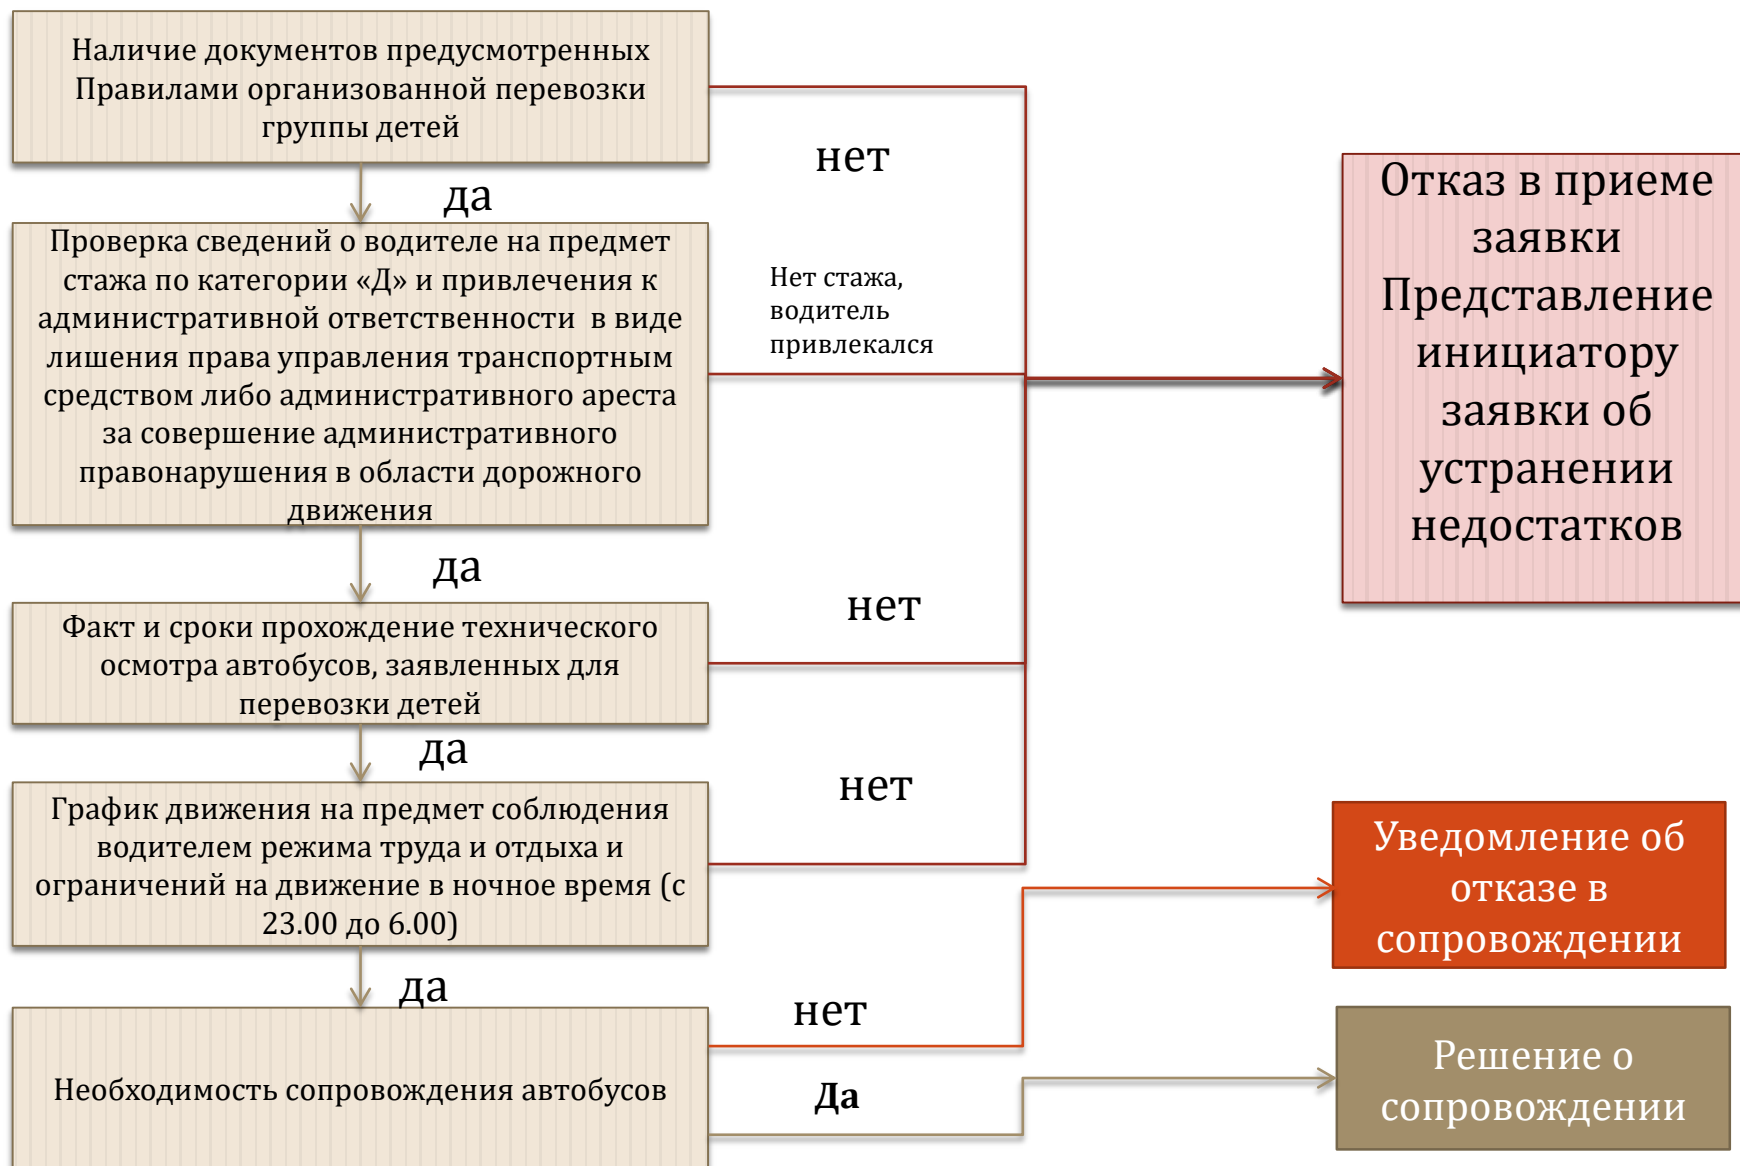 Наличие документов предусмотренных
Правилами организованной перевозки
группы детей
нет
да
Проверка сведений о водителе на предмет
стажа по категории «Д» и привлечения к
административной ответственности в виде
лишения права управления транспортным
средством либо административного ареста
за совершение административного
правонарушения в области дорожного
движения
Нет стажа,
водитель
привлекался
Отказ в приеме
заявки
Представление
инициатору
заявки об
устранении
недостатков
да
Факт и сроки прохождение технического
осмотра автобусов, заявленных для
перевозки детей
нет
да
График движения на предмет соблюдения
водителем режима труда и отдыха и
ограничений на движение в ночное время (с
23.00 до 6.00)
нет
да
Необходимость сопровождения автобусов
нет
Уведомление об
отказе в
сопровождении
Да
Решение о
сопровождении